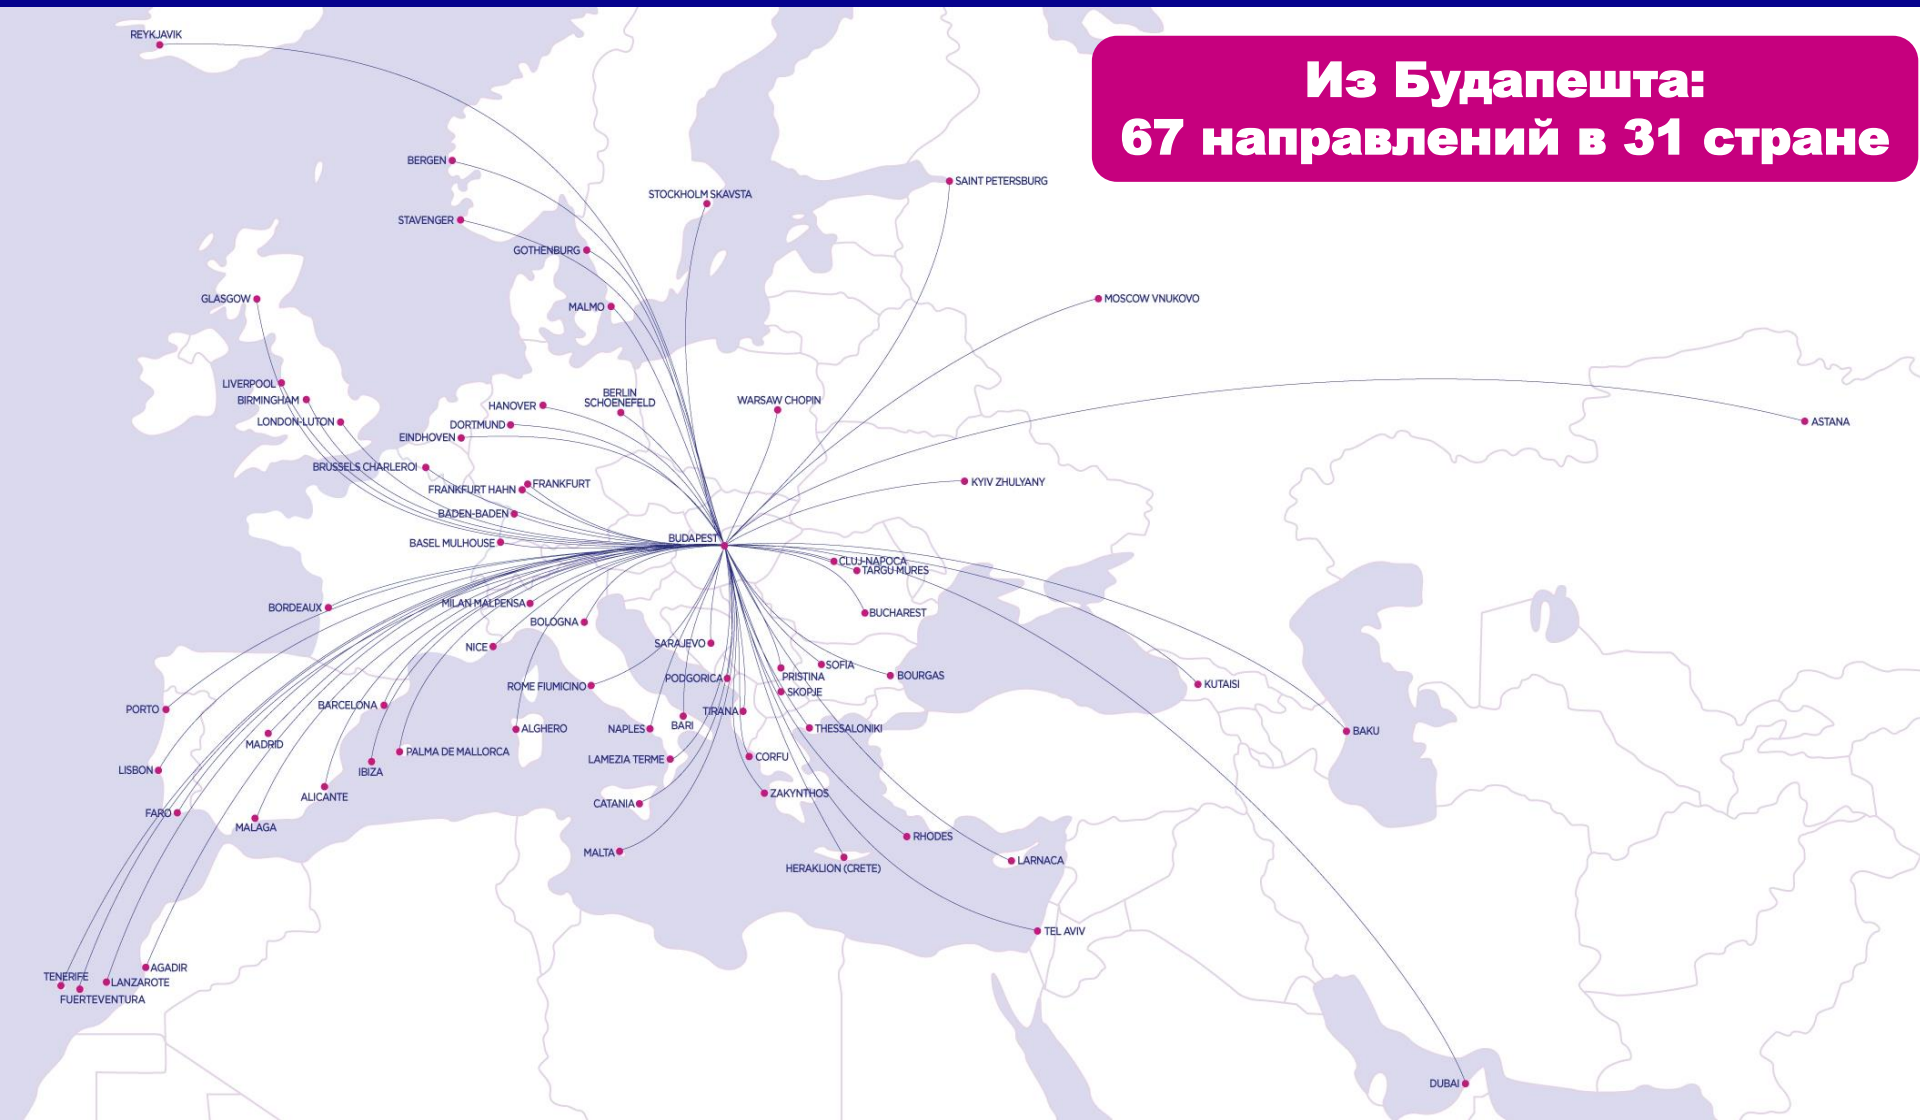 Из Будапешта:
67 направлений в 31 стране
REYKJAVIK
BERGEN
SAINT PETERSBURG
STOCKHOLM SKAVSTA
STAVENGER
GOTHENBURG
GLASGOW
MALMO
MOSCOW VNUKOVO
LIVERPOOL
BIRMINGHAM
LONDON-LUTON
HANOVER
BERLIN
SCHOENEFELD
WARSAW CHOPIN
DORTMUND
EINDHOVEN
ASTANA
BRUSSELS CHARLEROI
FRANKFURT HAHN
FRANKFURT
KYIV ZHULYANY
BADEN-BADEN
BASEL MULHOUSE
BUDAPEST
CLUJ-NAPOCA
TARGU MURES
BORDEAUX
MILAN MALPENSA
BUCHAREST
BOLOGNA
NICE
SARAJEVO
SOFIA
PRISTINA
BOURGAS
ROME FIUMICINO
PODGORICA
SKOPJE
KUTAISI
PORTO
BARCELONA
TIRANA
MADRID
ALGHERO
NAPLES
BARI
THESSALONIKI
BAKU
PALMA DE MALLORCA
LAMEZIA TERME
CORFU
LISBON
IBIZA
ALICANTE
ZAKYNTHOS
CATANIA
FARO
MALAGA
MALTA
RHODES
HERAKLION (CRETE)
LARNACA
TEL AVIV
AGADIR
TENERIFE
LANZAROTE
FUERTEVENTURA
DUBAI